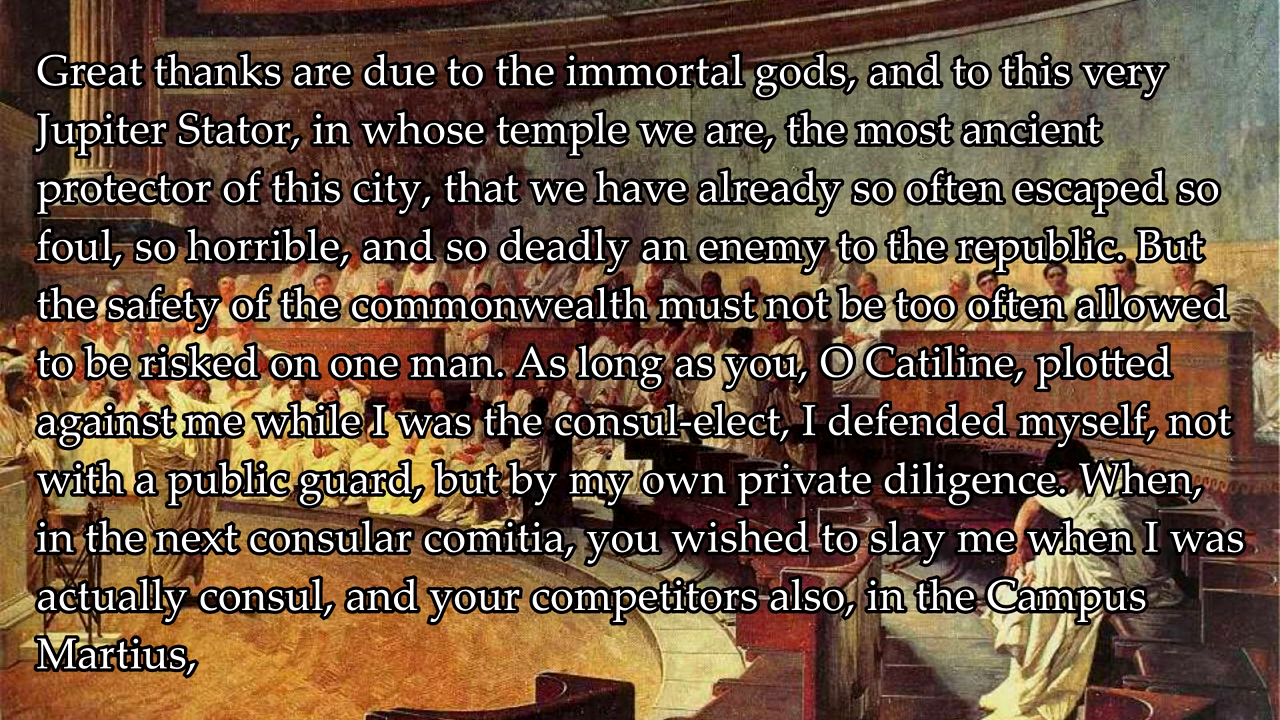 Great thanks are due to the immortal gods, and to this very
Jupiter Stator, in whose temple we are, the most ancient
protector of this city, that we have already so often escaped so
foul, so horrible, and so deadly an enemy to the republic. But
the safety of the commonwealth must not be too often allowed
to be risked on one man. As long as you, O Catiline, plotted
against me while I was the consul-elect, I defended myself, not
with a public guard, but by my own private diligence. When,
in the next consular comitia, you wished to slay me when I was
actually consul, and your competitors also, in the Campus
Martius,